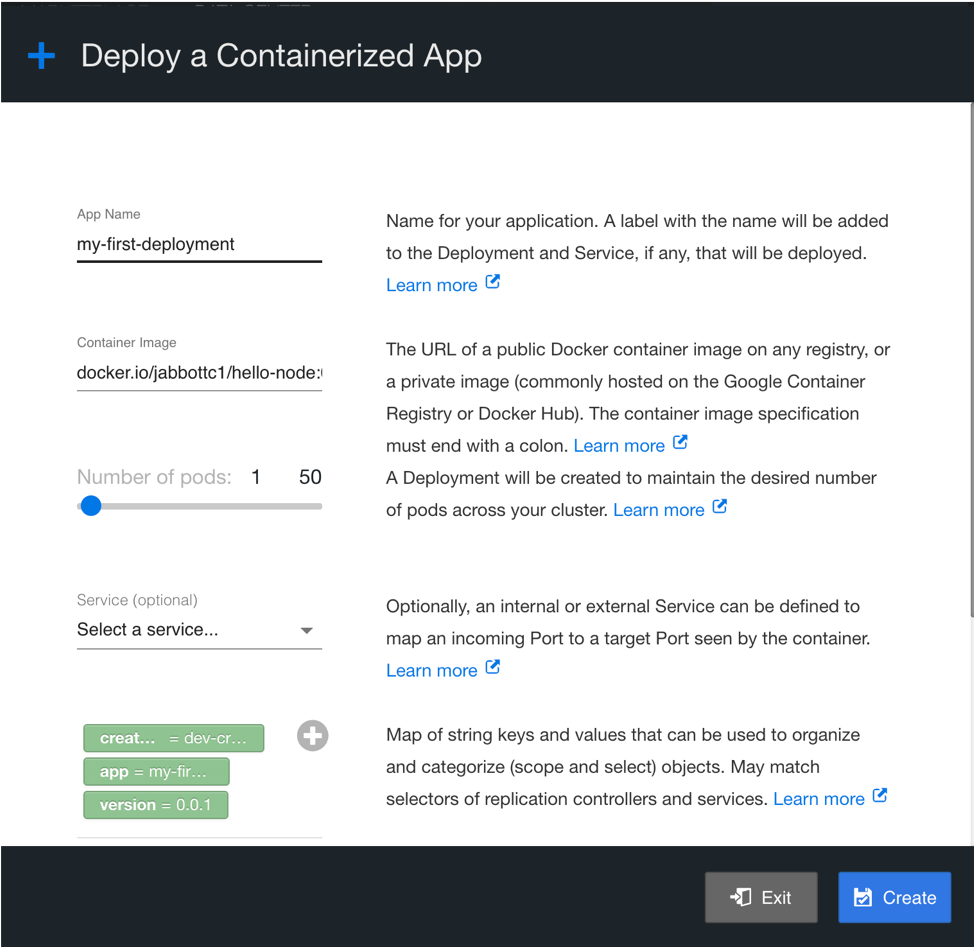 Deploy a Containerized App
App Name
my-first-deployment
Name for your application. A label with the name will be added
to the Deployment and Service, if any, that will be deployed.
Learn more
Container Image
docker.io/jabbottc1/hello-node:
The URL of a public Docker container image on any registry, or
a private image (commonly hosted on the Google Container
Registry or Docker Hub). The container image specification
must end with a colon. Learn more
Number of pods: 1 50
A Deployment will be created to maintain the desired number
of pods across your cluster. Learn more
Service (optional)
Select a service...
Optionally, an internal or external Service can be defined to
map an incoming Port to a target Port seen by the container.
Learn more
creat... = dev-cr...
app = my-fir...
version = 0.0.1
Map of string keys and values that can be used to organize
and categorize (scope and select) objects. May match
selectors of replication controllers and services. Learn more
Exit
Create